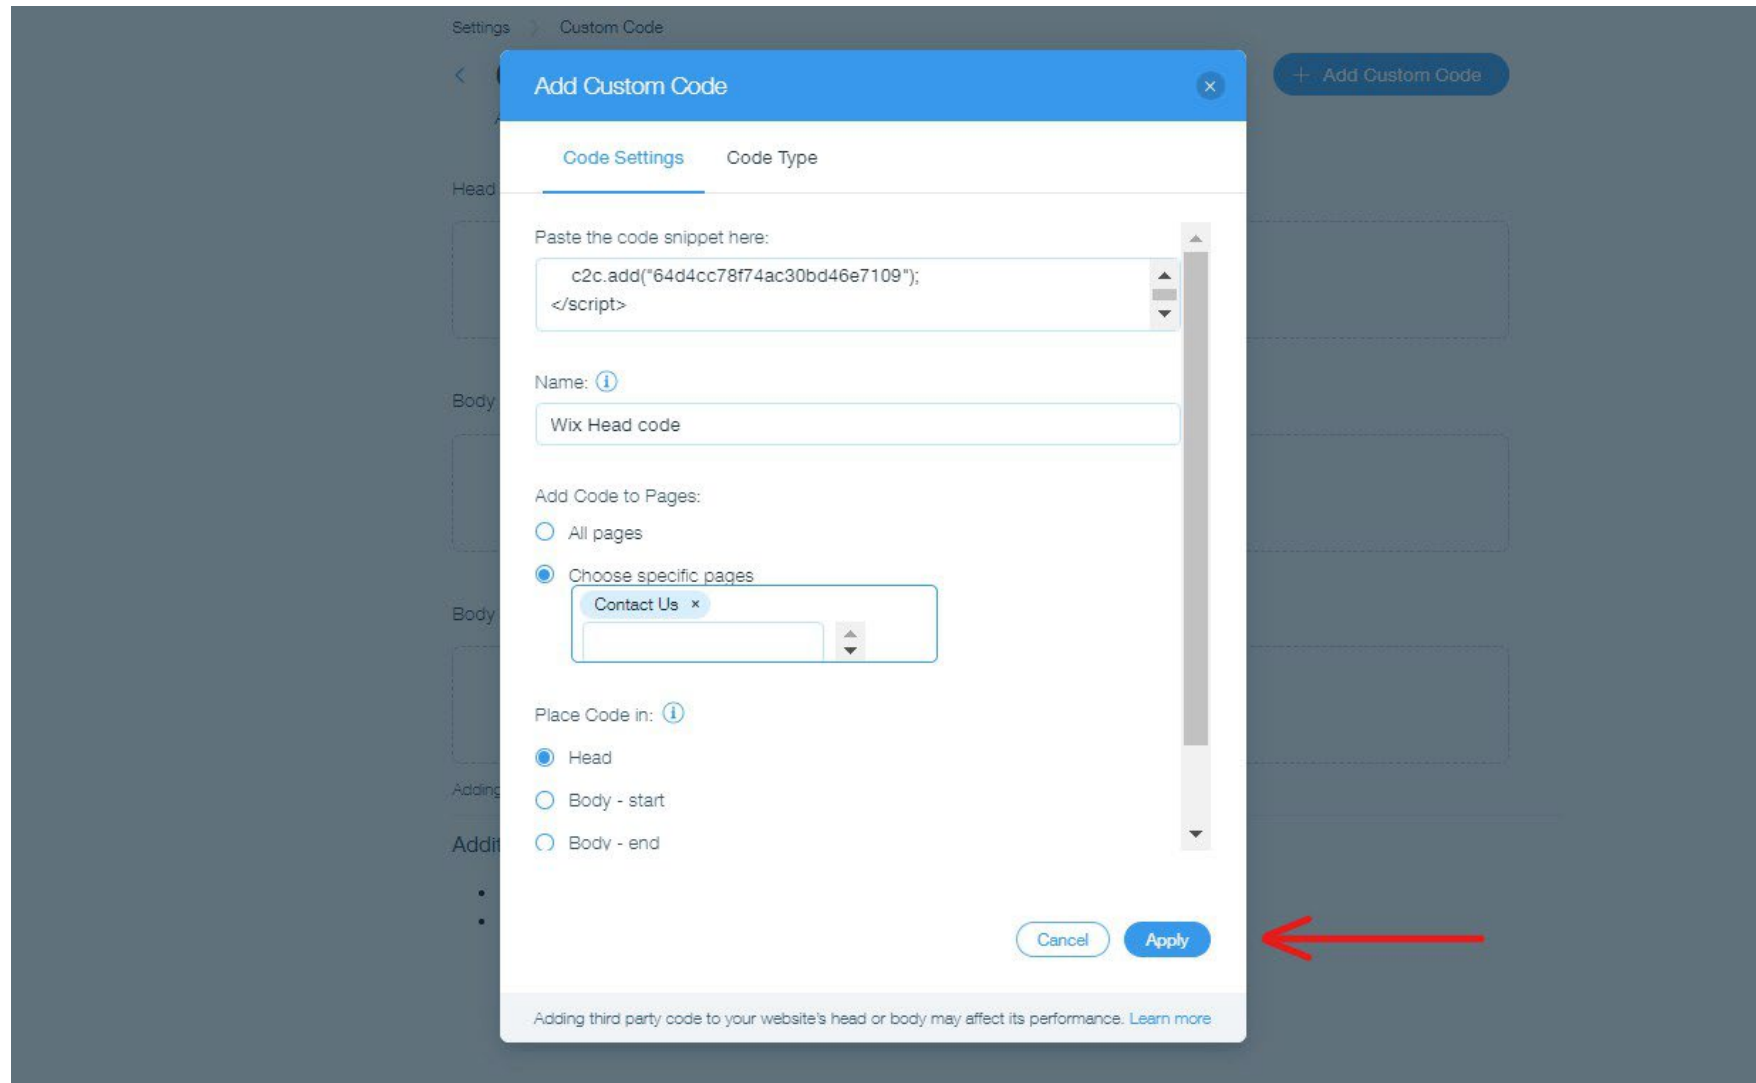 Settings Custom Code
+ Add Custom Code
Add Custom Code
Code Settings Code Type
Head
Paste the code snippet here:
c2c.add("64d4cc78f74ac30bd46e7109");
</script>
Name:
Body
Wix Head code
Add Code to Pages:
All pages
Choose specific pages
Contact Us ×
Body
Place Code in:
Head
Adding
Body - start
Body - end
Cancel Apply
Adding third party code to your website's head or body may affect its performance. Learn more